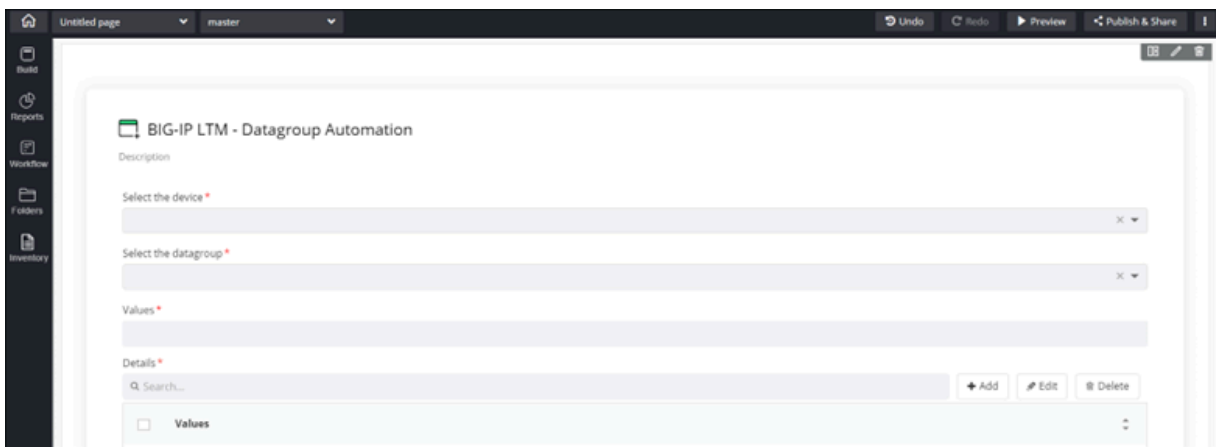 Untitled page master Undo Redo Preview Publish & Share
Build
Reports
Workflow
Folders
Inventory
BIG-IP LTM - Datagroup Automation
Description
Select the device *
Select the datagroup *
Values *
Details *
Search... Add Edit Delete
Values